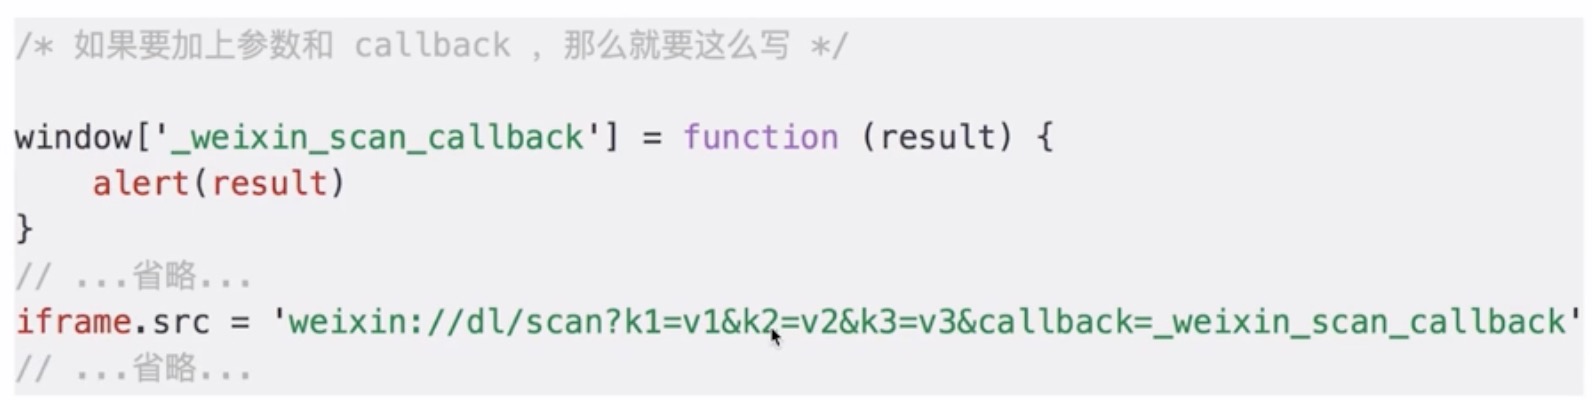 /* 如果要加上参数和 callback ，那么就要这么写 */
window['_weixin_scan_callback'] = function (result) {
    alert(result)
}
// ...省略...
iframe.src = 'weixin://dl/scan?k1=v1&k2=v2&k3=v3&callback=_weixin_scan_callback'
// ...省略...